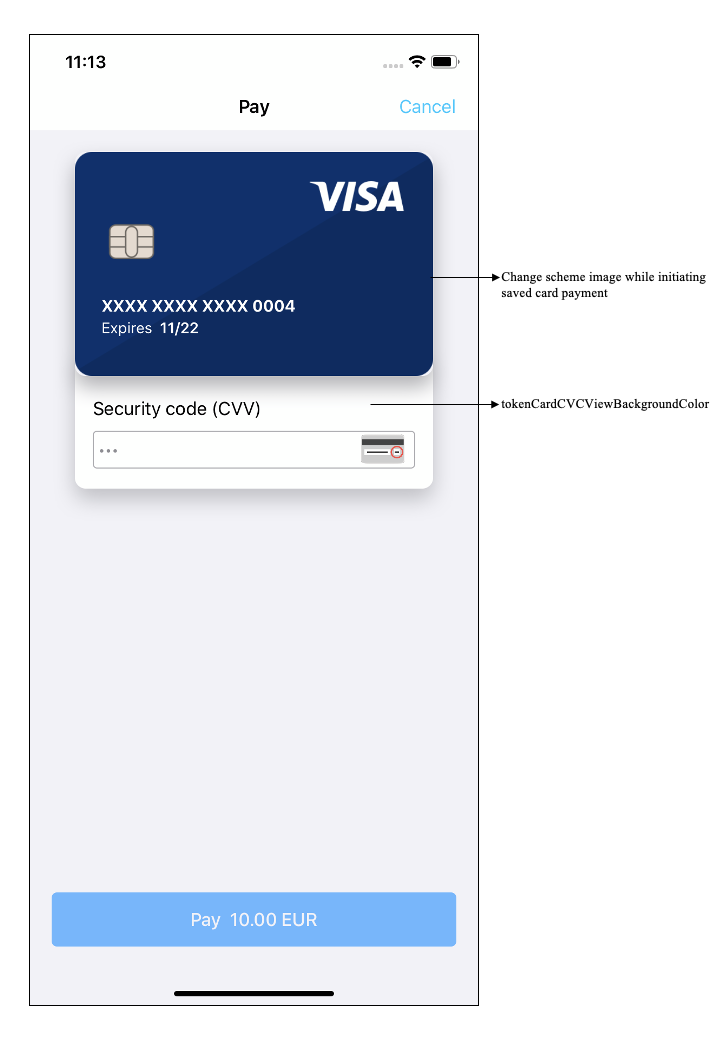 11:13
Pay
Cancel
VISA
XXXX XXXX XXXX 0004
Expires 11/22
Change scheme image while initiating
saved card payment
Security code (CVV)
tokenCardCVCViewBackgroundColor
Pay 10.00 EUR